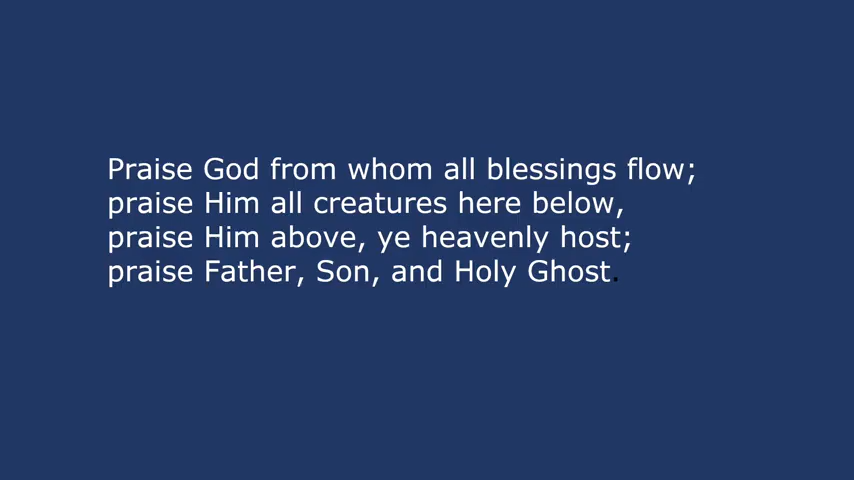 Praise God from whom all blessings flow;
praise Him all creatures here below,
praise Him above, ye heavenly host;
praise Father, Son, and Holy Ghost.